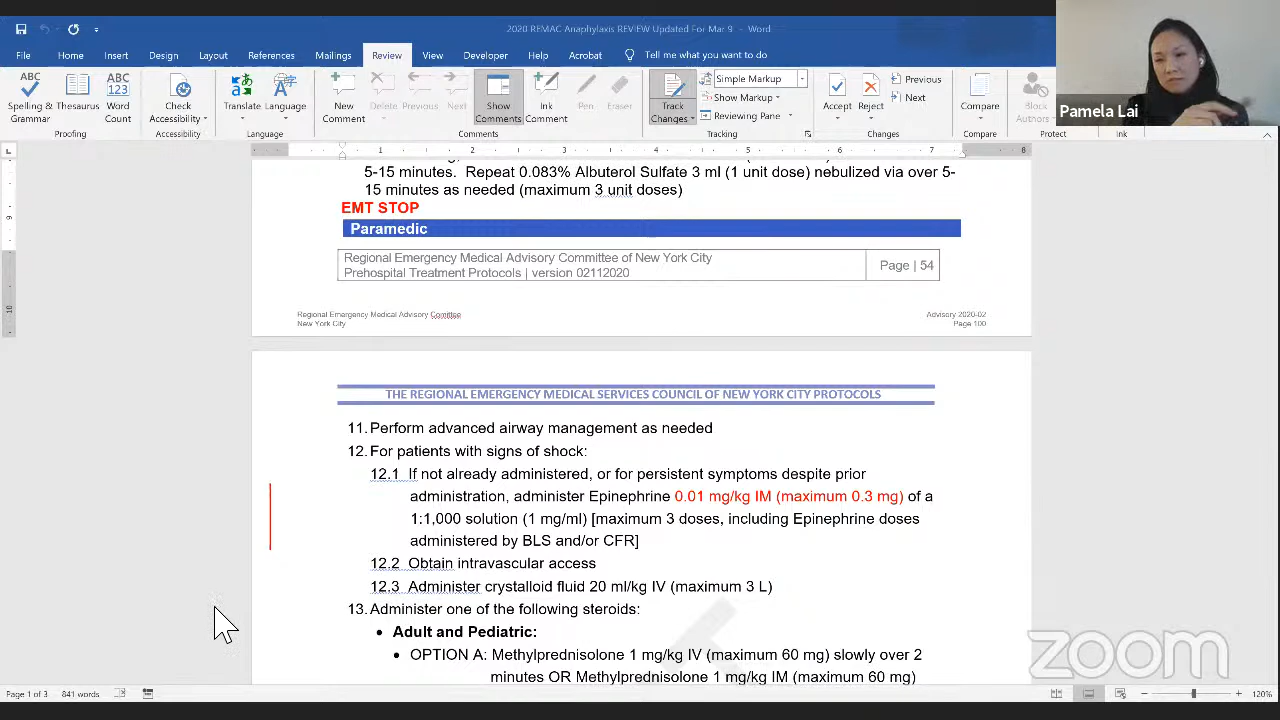 2020 REMAC Anaphylaxis REVIEW Updated For Mar 9 - Word
File Home Insert Design Layout References Mailings Review View Developer Help Acrobat Tell me what you want to do
ABC ABC
Spelling & Grammar
Thesaurus
Word Count
Check Accessibility
Translate
Language
New Comment
Delete
Previous
Next
Show Comments
Ink Comment
Pen
Eraser
Track Changes
Simple Markup
Show Markup
Reviewing Pane
Accept
Reject
Previous
Next
Compare
Block Authors
Proofing Accessibility Language Comments Tracking Changes Compare Protect Ink
Pamela Lai
1 2 3 4 5 6 7 8
9
10
5-15 minutes. Repeat 0.083% Albuterol Sulfate 3 ml (1 unit dose) nebulized via over 5-
15 minutes as needed (maximum 3 unit doses)
EMT STOP
Paramedic
Regional Emergency Medical Advisory Committee of New York City
Prehospital Treatment Protocols | version 02112020
Page | 54
Regional Emergency Medical Advisory Comittee
New York City
Advisory 2020-02
Page 100
THE REGIONAL EMERGENCY MEDICAL SERVICES COUNCIL OF NEW YORK CITY PROTOCOLS
11. Perform advanced airway management as needed
12. For patients with signs of shock:
12.1 If not already administered, or for persistent symptoms despite prior
administration, administer Epinephrine 0.01 mg/kg IM (maximum 0.3 mg) of a
1:1,000 solution (1 mg/ml) [maximum 3 doses, including Epinephrine doses
administered by BLS and/or CFR]
12.2 Obtain intravascular access
12.3 Administer crystalloid fluid 20 ml/kg IV (maximum 3 L)
13. Administer one of the following steroids:
• Adult and Pediatric:
• OPTION A: Methylprednisolone 1 mg/kg IV (maximum 60 mg) slowly over 2
minutes OR Methylprednisolone 1 mg/kg IM (maximum 60 mg)
zoom
Page 1 of 3 841 words
120%